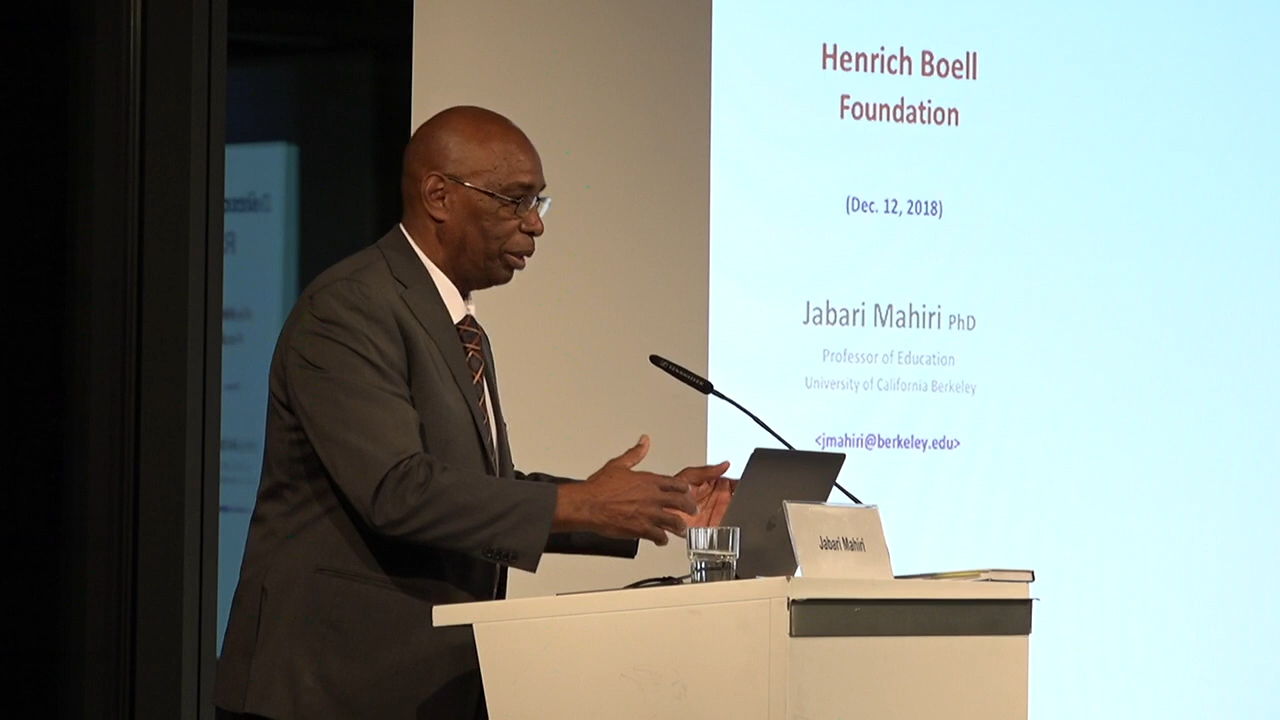 Henrich Boell
Foundation
(Dec. 12, 2018)
Jabari Mahiri PhD
Professor of Education
University of California Berkeley
<jmahiri@berkeley.edu>
SENNHEISER
Jabari Mahiri